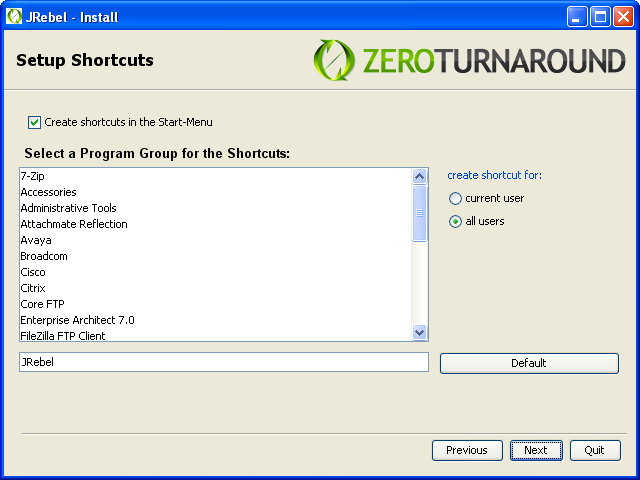 JRebel - Install
Setup Shortcuts
ZEROTURNAROUND
Create shortcuts in the Start-Menu
Select a Program Group for the Shortcuts:
7-Zip
Accessories
Administrative Tools
Attachmate Reflection
Avaya
Broadcom
Cisco
Citrix
Core FTP
Enterprise Architect 7.0
FileZilla FTP Client
create shortcut for:
current user
all users
JRebel
Default
Previous
Next
Quit